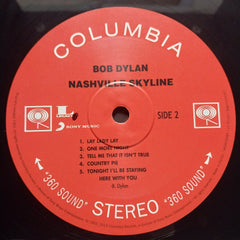 COLUMBIA
BOB DYLAN
NASHVILLE SKYLINE
SONY MUSIC
SIDE 2
1. LAY LADY LAY
2. ONE MORE NIGHT
3. TELL ME THAT IT ISN'T TRUE
4. COUNTRY PIE
5. TONIGHT I'LL BE STAYING
HERE WITH YOU
B. Dylan
"360 SOUND" STEREO "360 SOUND"